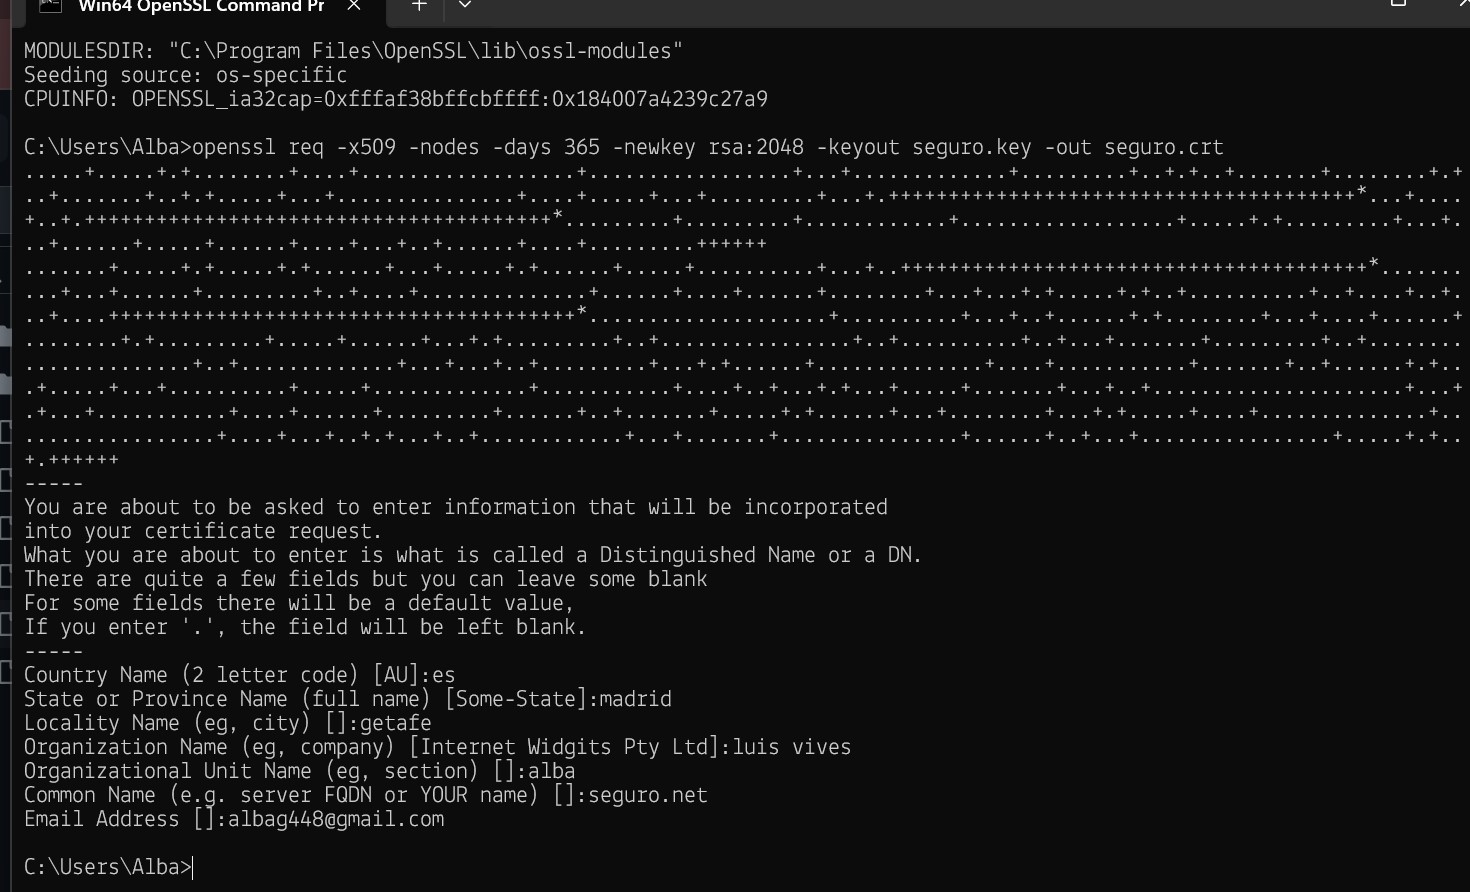 Win64 OpenSSL Command Pr
MODULESDIR: "C:\Program Files\OpenSSL\lib\ossl-modules"
Seeding source: os-specific
CPUINFO: OPENSSL_ia32cap=0xfffaf38bffcbffff:0x184007a4239c27a9
C:\Users\Alba>openssl req -x509 -nodes -days 365 -newkey rsa:2048 -keyout seguro.key -out seguro.crt
+.++++++
-----
You are about to be asked to enter information that will be incorporated
into your certificate request.
What you are about to enter is what is called a Distinguished Name or a DN.
There are quite a few fields but you can leave some blank
For some fields there will be a default value,
If you enter '.', the field will be left blank.
-----
Country Name (2 letter code) [AU]:es
State or Province Name (full name) [Some-State]:madrid
Locality Name (eg, city) []:getafe
Organization Name (eg, company) [Internet Widgits Pty Ltd]:luis vives
Organizational Unit Name (eg, section) []:alba
Common Name (e.g. server FQDN or YOUR name) []:seguro.net
Email Address []:albag448@gmail.com
C:\Users\Alba>